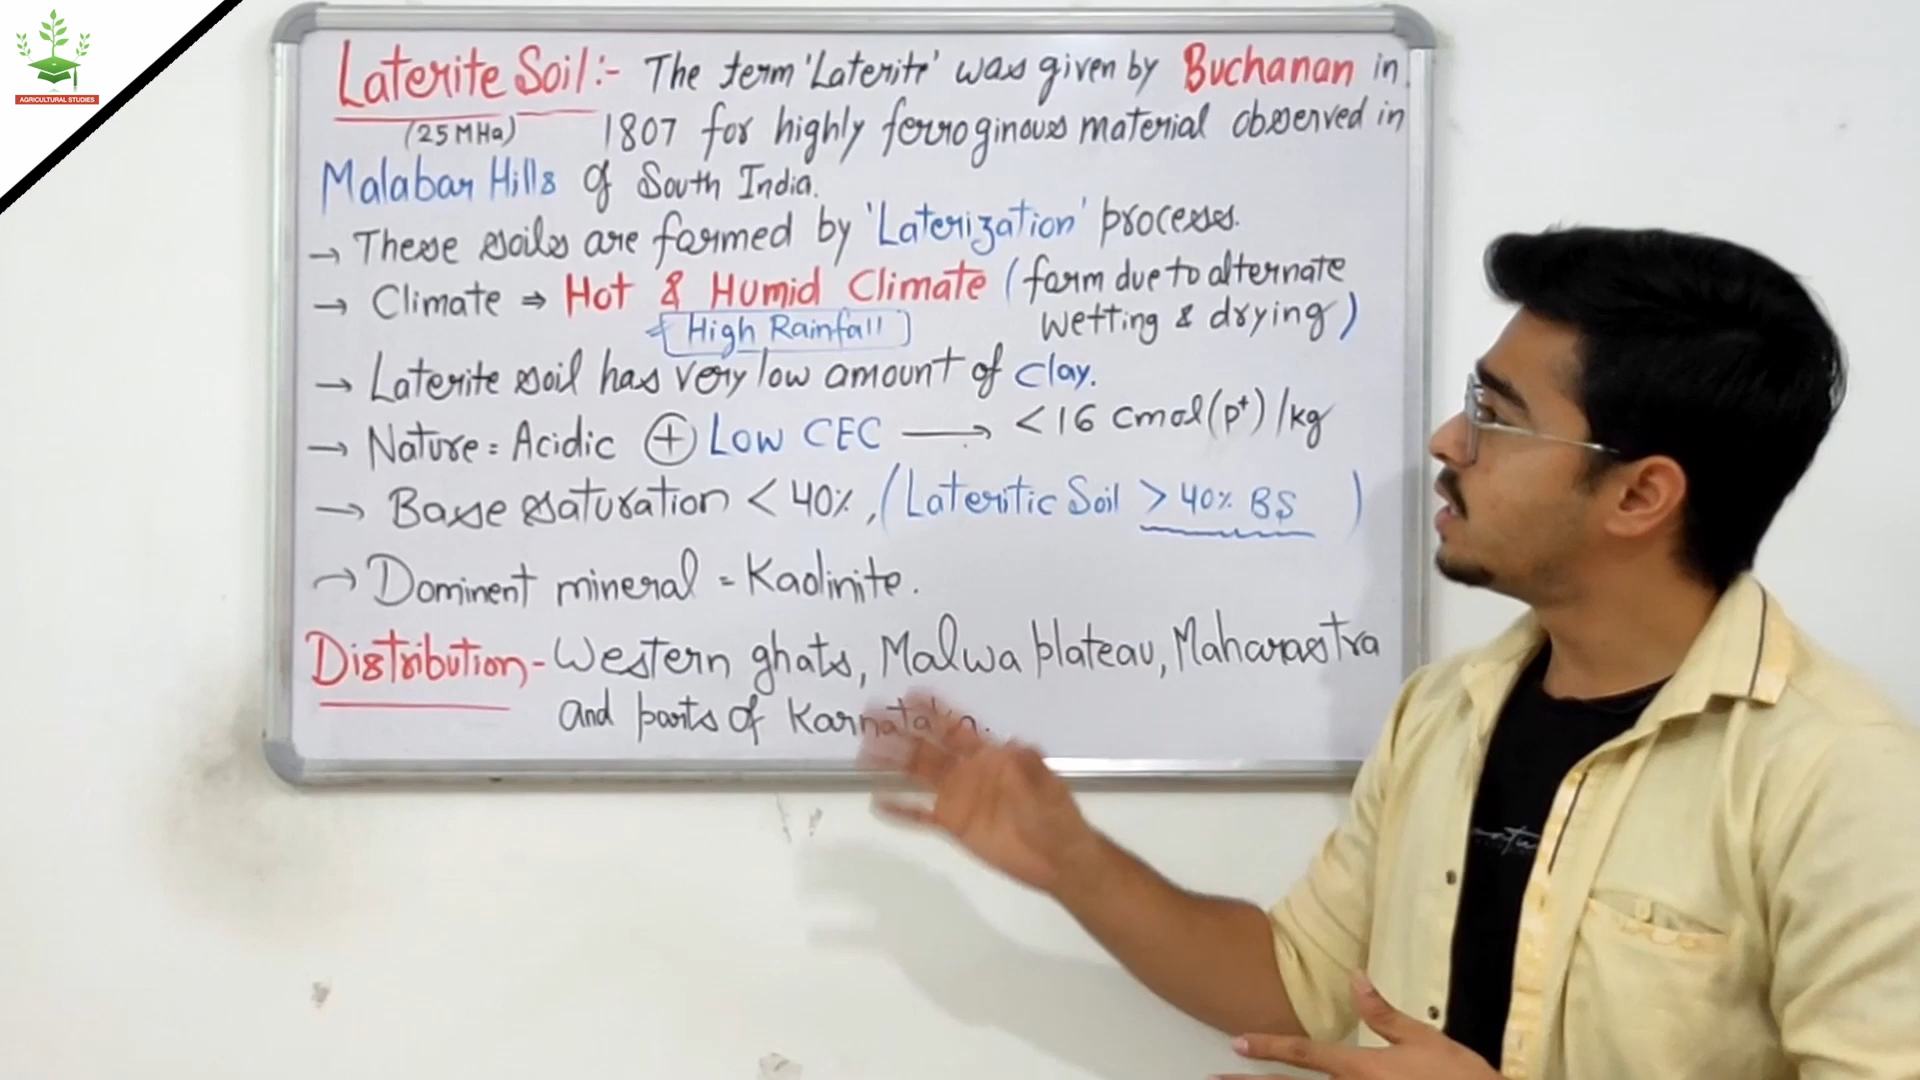 AGRICULTURAL STUDIES
Laterite Soil:- The term 'Laterite' was given by Buchanan in
(25 MHa) 1807 for highly ferroginous material observed in
Malabar Hills of South India.
→ These soils are formed by 'Laterization' process.
→ Climate ⇒ Hot & Humid Climate (form due to alternate
High Rainfall wetting & drying)
→ Laterite soil has very low amount of clay.
→ Nature = Acidic ⊕ Low CEC → <16 cmol(p+)/kg
→ Base saturation < 40%, (Lateritic Soil > 40% BS )
→ Dominent mineral = Kaolinite.
Distribution - Western ghats, Malwa plateau, Maharastra
and parts of Karnataka.